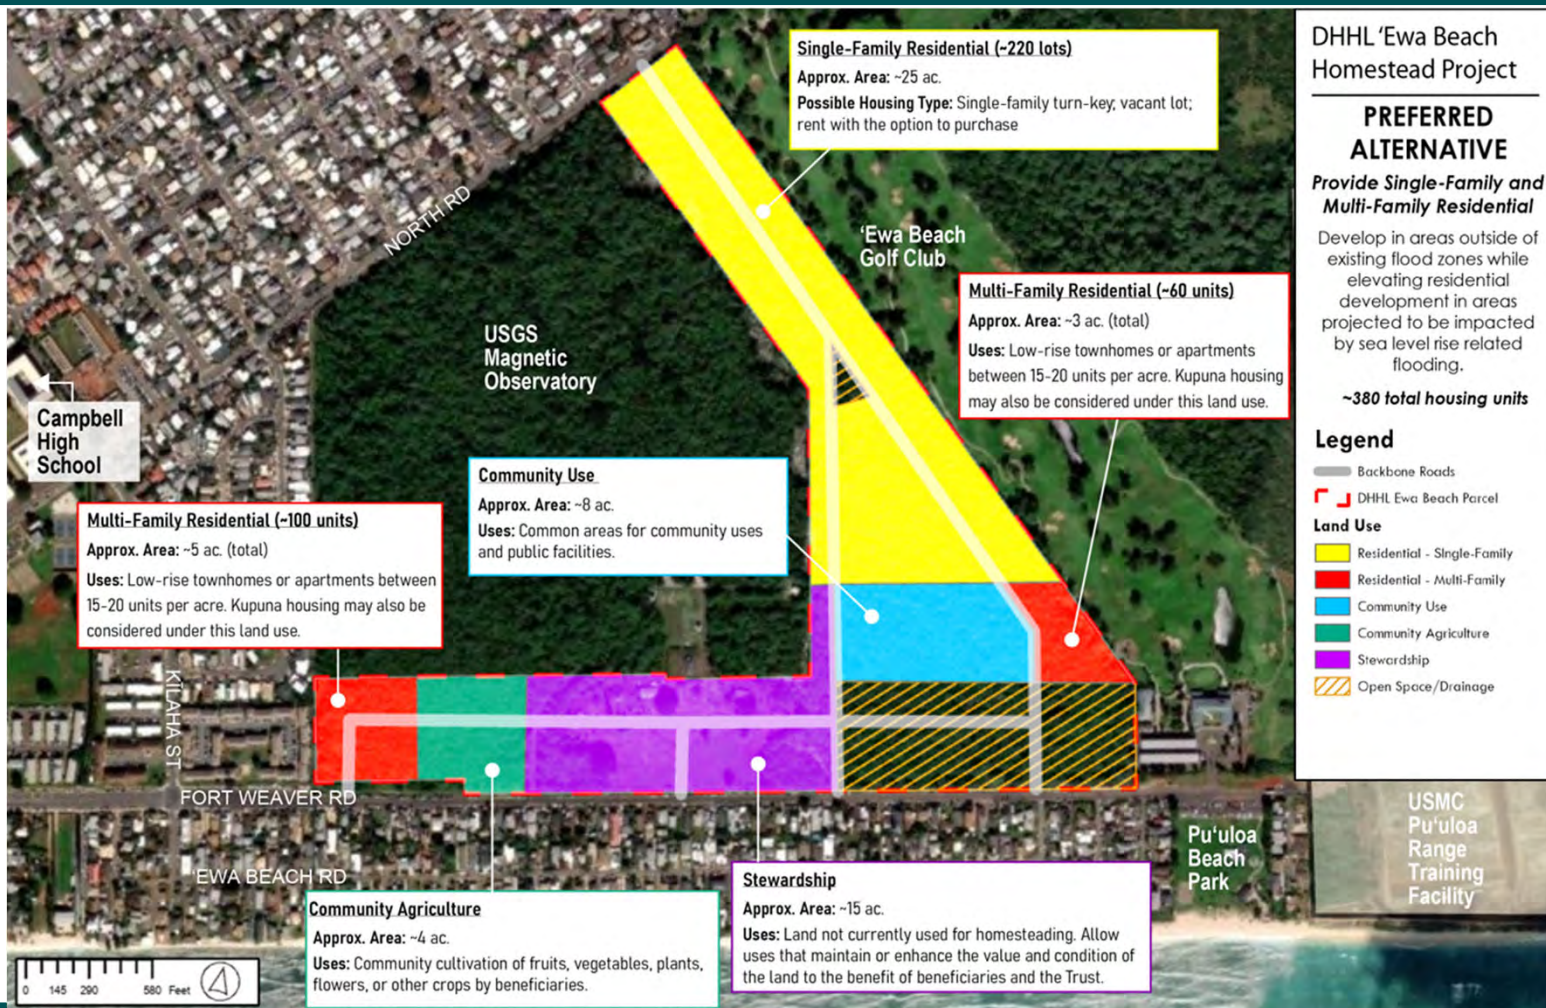 Single-Family Residential (~220 lots)
Approx. Area: ~25 ac.
Possible Housing Type: Single-family turn-key; vacant lot;
rent with the option to purchase
DHHL ‘Ewa Beach
Homestead Project
PREFERRED
ALTERNATIVE
Provide Single-Family and
Multi-Family Residential
Develop in areas outside of
existing flood zones while
elevating residential
development in areas
projected to be impacted
by sea level rise related
flooding.
~380 total housing units
Legend
Backbone Roads
DHHL Ewa Beach Parcel
Land Use
Residential - SIngle-Family
Residential - Multi-Family
Community Use
Community Agriculture
Stewardship
Open Space/Drainage
NORTH RD
‘Ewa Beach
Golf Club
Multi-Family Residential (~60 units)
Approx. Area: ~3 ac. (total)
Uses: Low-rise townhomes or apartments
between 15-20 units per acre. Kupuna housing
may also be considered under this land use.
USGS
Magnetic
Observatory
Campbell
High
School
Community Use
Approx. Area: ~8 ac.
Uses: Common areas for community uses
and public facilities.
Multi-Family Residential (~100 units)
Approx. Area: ~5 ac. (total)
Uses: Low-rise townhomes or apartments between
15-20 units per acre. Kupuna housing may also be
considered under this land use.
KILAHA ST
FORT WEAVER RD
‘EWA BEACH RD
Pu‘uloa
Beach
Park
USMC
Pu‘uloa
Range
Training
Facility
Community Agriculture
Approx. Area: ~4 ac.
Uses: Community cultivation of fruits, vegetables, plants,
flowers, or other crops by beneficiaries.
Stewardship
Approx. Area: ~15 ac.
Uses: Land not currently used for homesteading. Allow
uses that maintain or enhance the value and condition of
the land to the benefit of beneficiaries and the Trust.
0 145 290 580 Feet